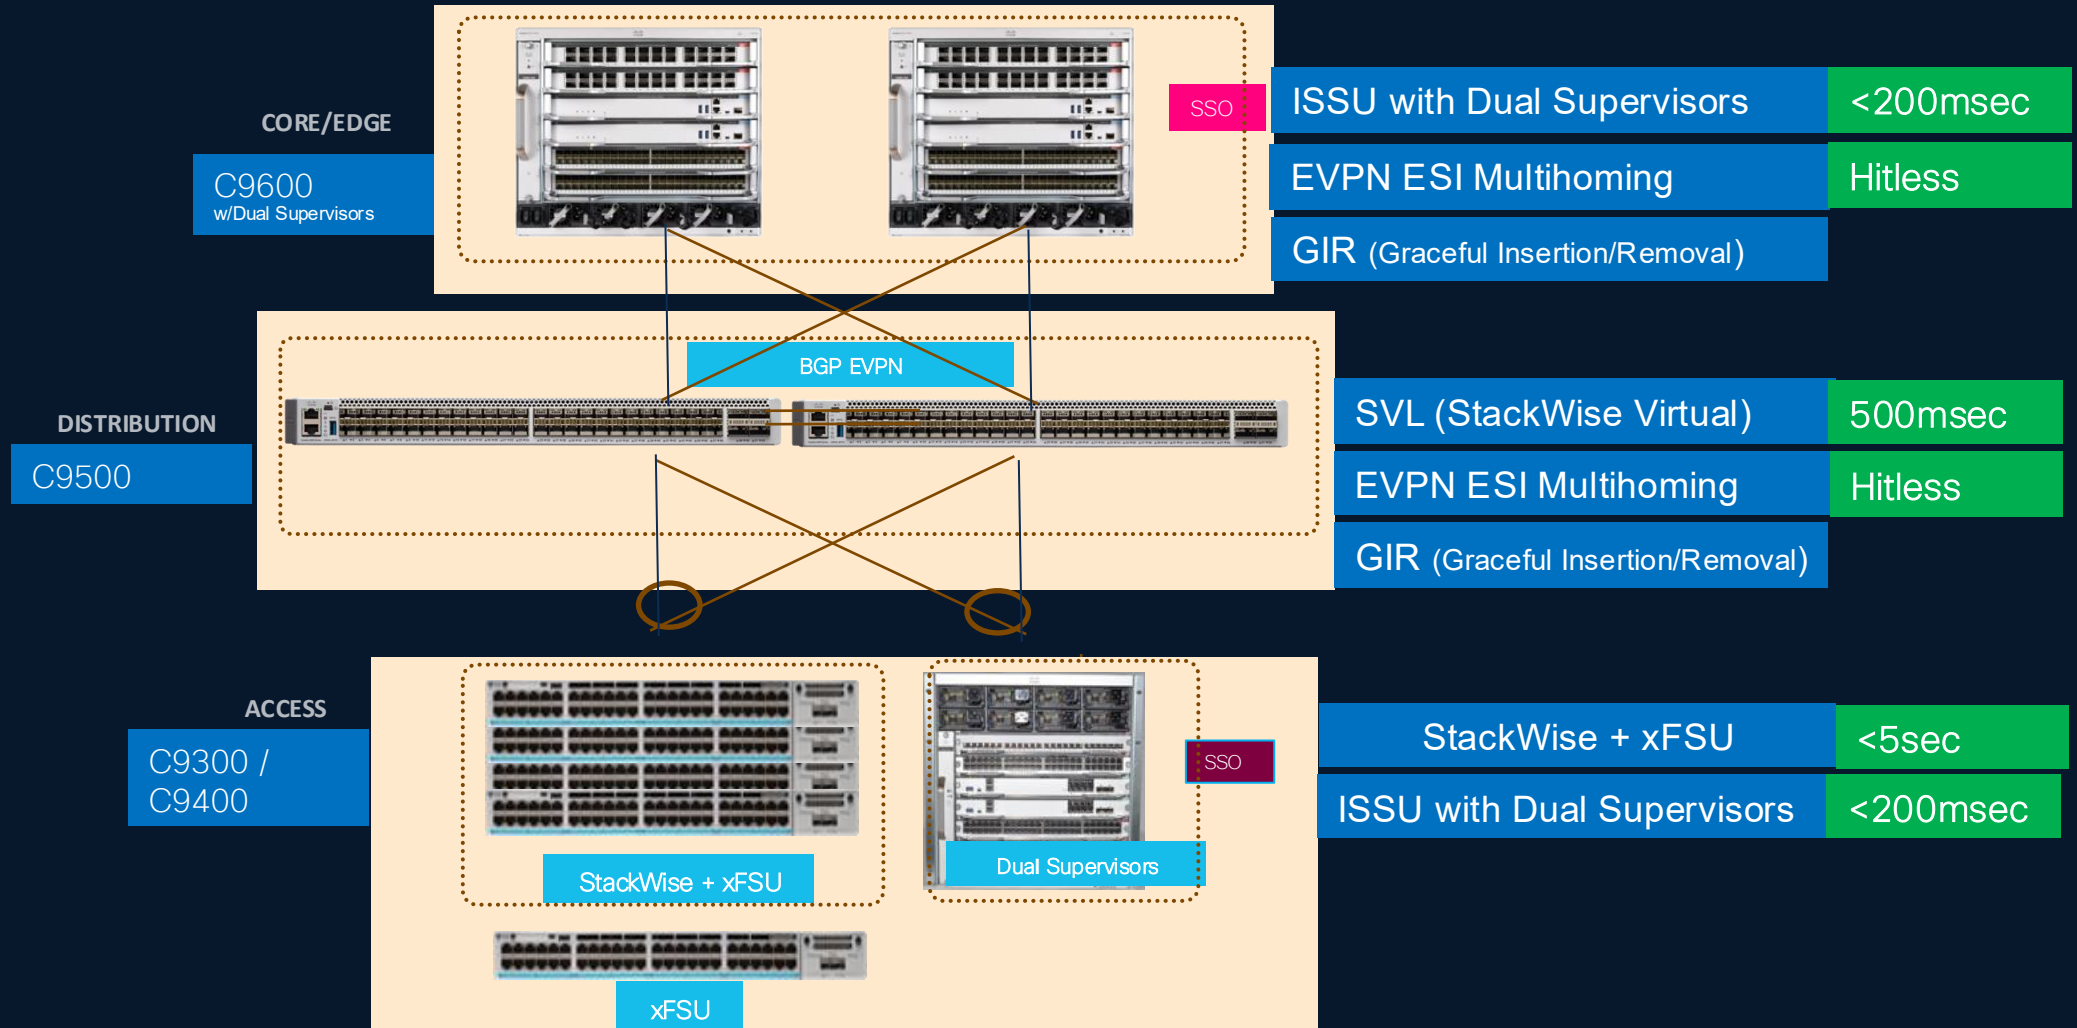 CORE/EDGE
C9600
w/Dual Supervisors
SSO
ISSU with Dual Supervisors
<200msec
EVPN ESI Multihoming
Hitless
GIR (Graceful Insertion/Removal)
BGP EVPN
DISTRIBUTION
C9500
SVL (StackWise Virtual)
500msec
EVPN ESI Multihoming
Hitless
GIR (Graceful Insertion/Removal)
ACCESS
C9300 /
C9400
StackWise + xFSU
Dual Supervisors
SSO
xFSU
StackWise + xFSU
<5sec
ISSU with Dual Supervisors
<200msec